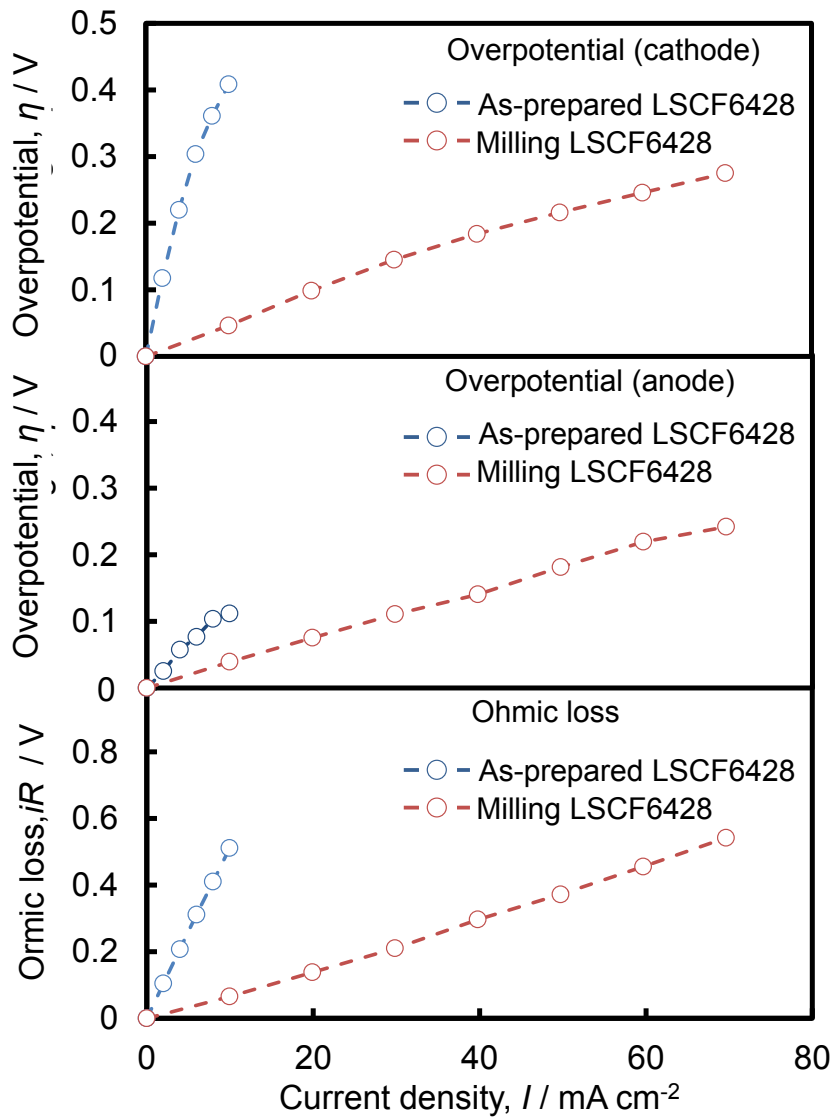 0.5
Overpotential (cathode)
0.4
As-prepared LSCF6428
Milling LSCF6428
0.3
0.2
0.1
0
Overpotential, η / V
Overpotential (anode)
0.4
As-prepared LSCF6428
Milling LSCF6428
0.3
0.2
0.1
0
Overpotential, η / V
Ohmic loss
0.8
As-prepared LSCF6428
Milling LSCF6428
0.6
0.4
0.2
0
Ormic loss,iR / V
0 20 40 60 80
Current density, I / mA cm-2